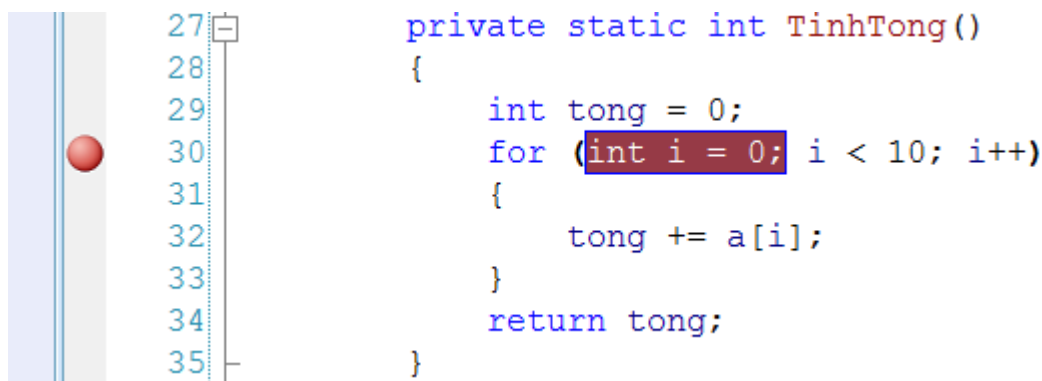 27 private static int TinhTong()
28 {
29 int tong = 0;
30 for (int i = 0; i < 10; i++)
31 {
32 tong += a[i];
33 }
34 return tong;
35 }